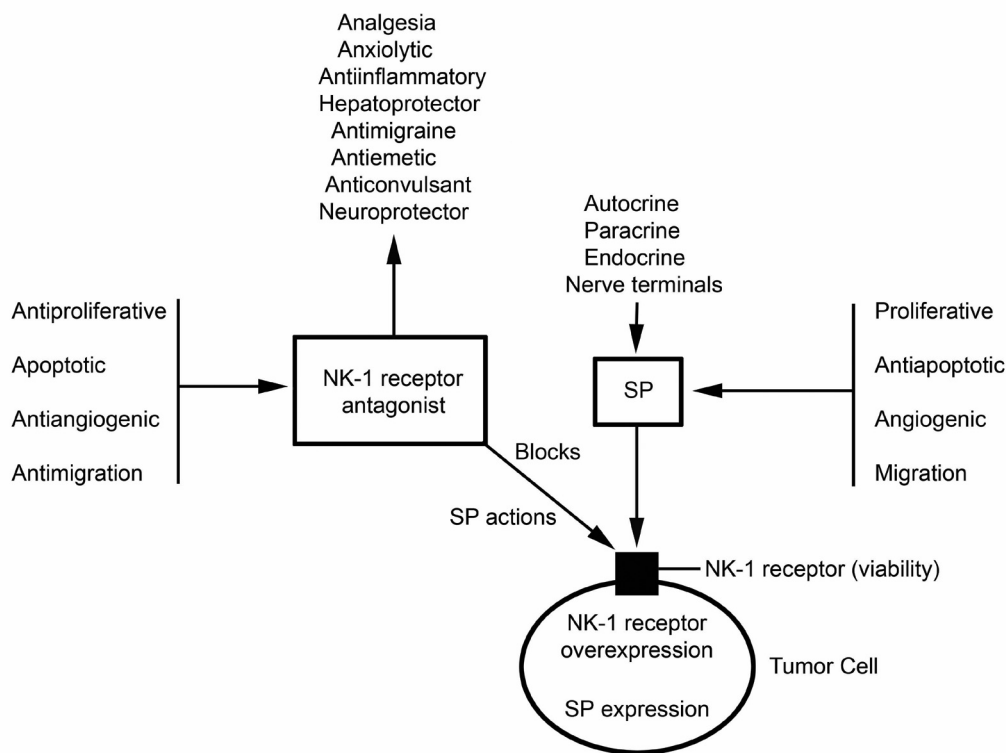 Analgesia
Anxiolytic
Antiinflammatory
Hepatoprotector
Antimigraine
Antiemetic
Anticonvulsant
Neuroprotector
Autocrine
Paracrine
Endocrine
Nerve terminals
Antiproliferative
Apoptotic
Antiangiogenic
Antimigration
NK-1 receptor
antagonist
SP
Proliferative
Antiapoptotic
Angiogenic
Migration
Blocks
SP actions
NK-1 receptor (viability)
NK-1 receptor
overexpression
SP expression
Tumor Cell